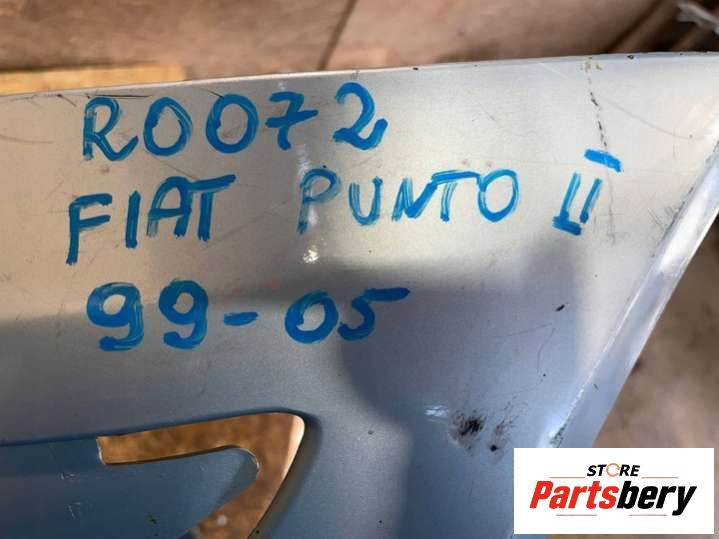 R0072
FIAT PUNTO II
99-05
STORE
Partsbery